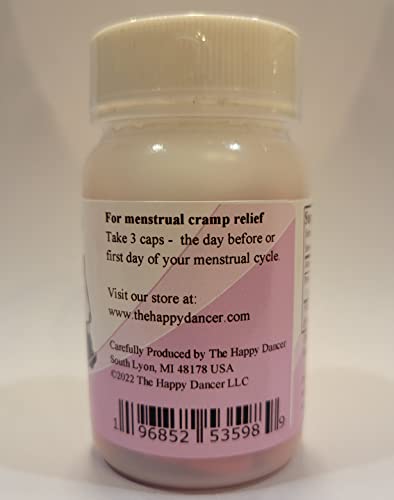 For menstrual cramp relief
Take 3 caps - the day before or
first day of your menstrual cycle.
Visit our store at:
www.thehappydancer.com
Carefully Produced by The Happy Dancer
South Lyon, MI 48178 USA
©2022 The Happy Dancer LLC
1 96852 53598 9